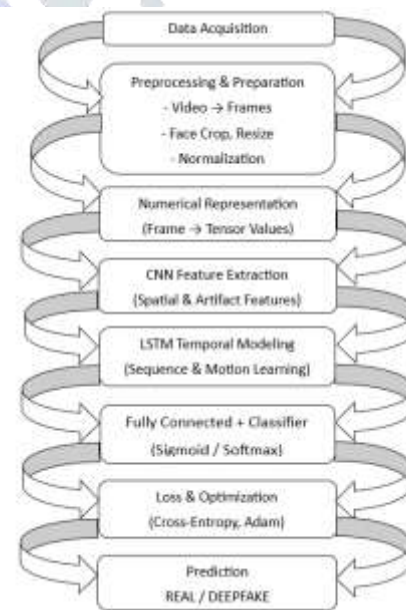 Data Acquisition
Preprocessing & Preparation
- Video → Frames
- Face Crop, Resize
- Normalization
Numerical Representation
(Frame → Tensor Values)
CNN Feature Extraction
(Spatial & Artifact Features)
LSTM Temporal Modeling
(Sequence & Motion Learning)
Fully Connected + Classifier
(Sigmoid / Softmax)
Loss & Optimization
(Cross-Entropy, Adam)
Prediction
REAL / DEEPFAKE